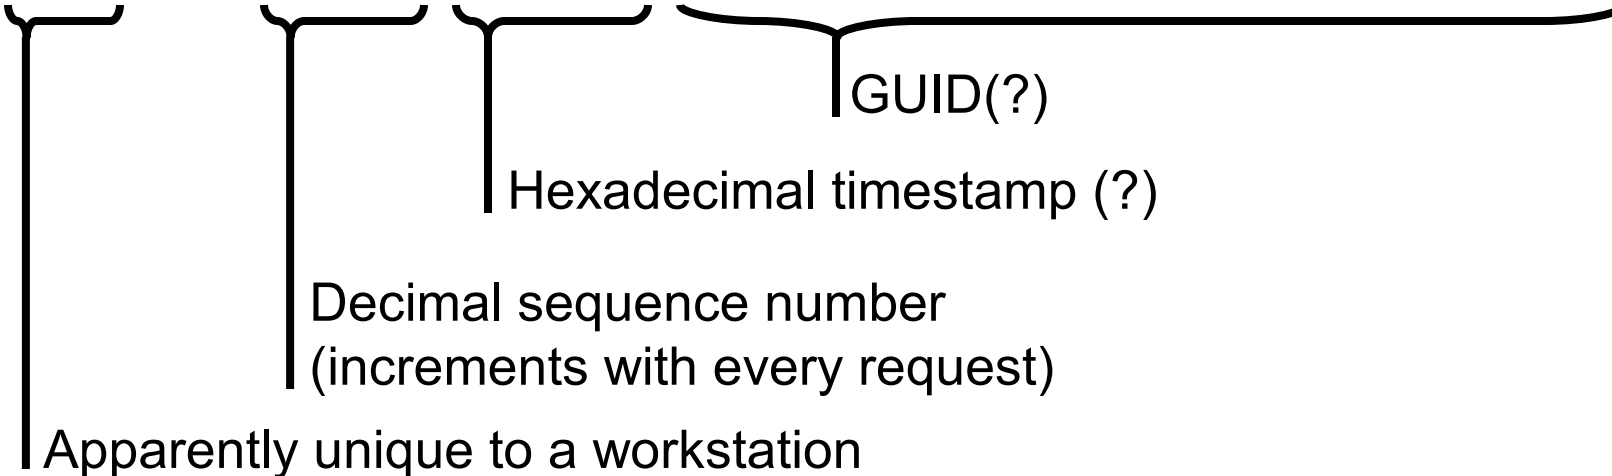 GUID(?)
Hexadecimal timestamp (?)
Decimal sequence number
(increments with every request)
Apparently unique to a workstation